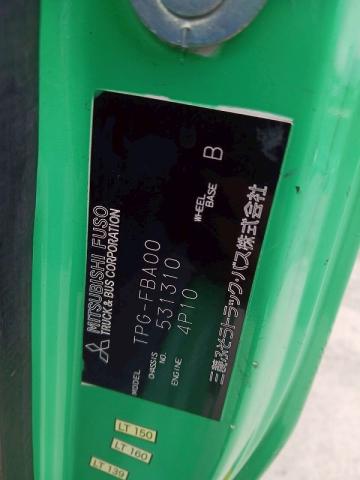 MITSUBISHI FUSO
TRUCK & BUS CORPORATION
MODEL TPG-FBA00
CHASSIS NO. 531310
ENGINE 4P10
WHEEL BASE B
三菱ふそうトラック・バス株式会社
LT 150
LT 160
LT 139